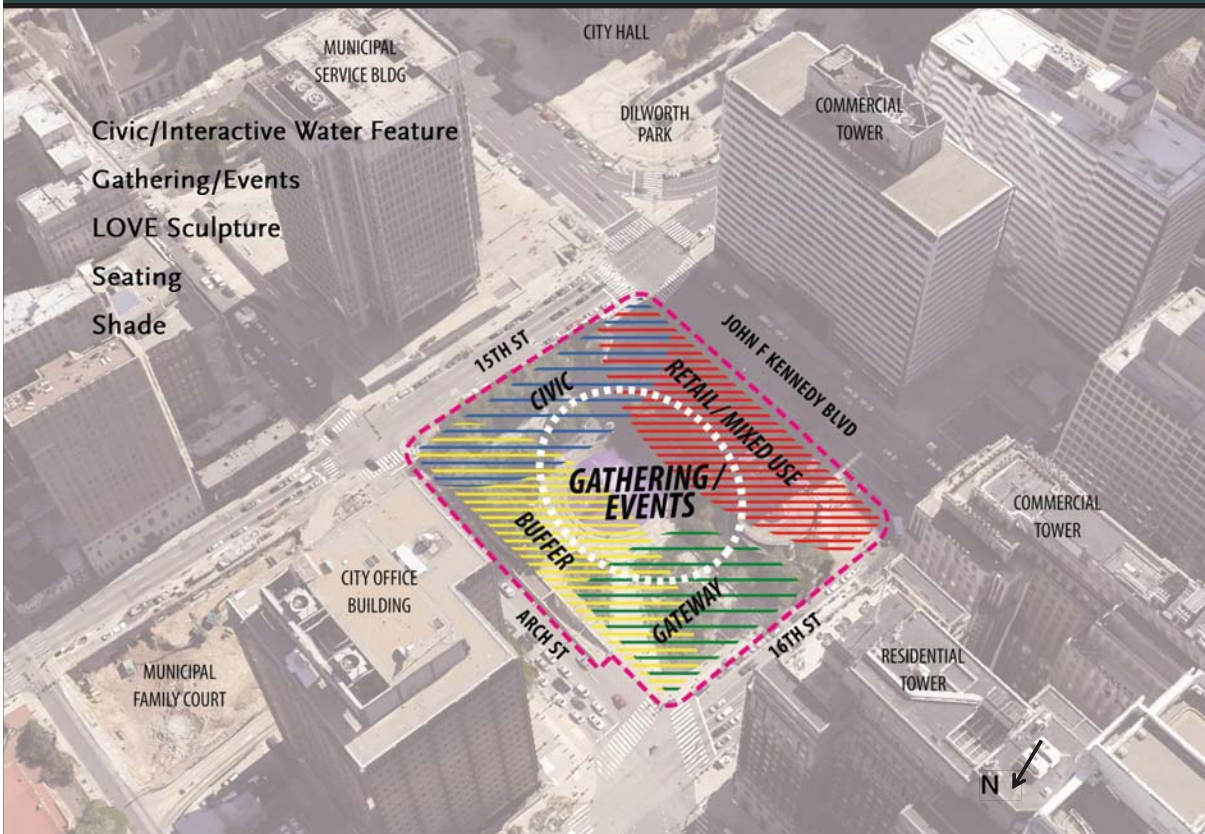 CITY HALL
MUNICIPAL
SERVICE BLDG
DILWORTH
PARK
COMMERCIAL
TOWER
Civic/Interactive Water Feature
Gathering/Events
LOVE Sculpture
Seating
Shade
15TH ST
JOHN F KENNEDY BLVD
CIVIC
RETAIL/MIXED USE
GATHERING/
EVENTS
BUFFER
GATEWAY
ARCH ST
16TH ST
COMMERCIAL
TOWER
CITY OFFICE
BUILDING
MUNICIPAL
FAMILY COURT
RESIDENTIAL
TOWER
N